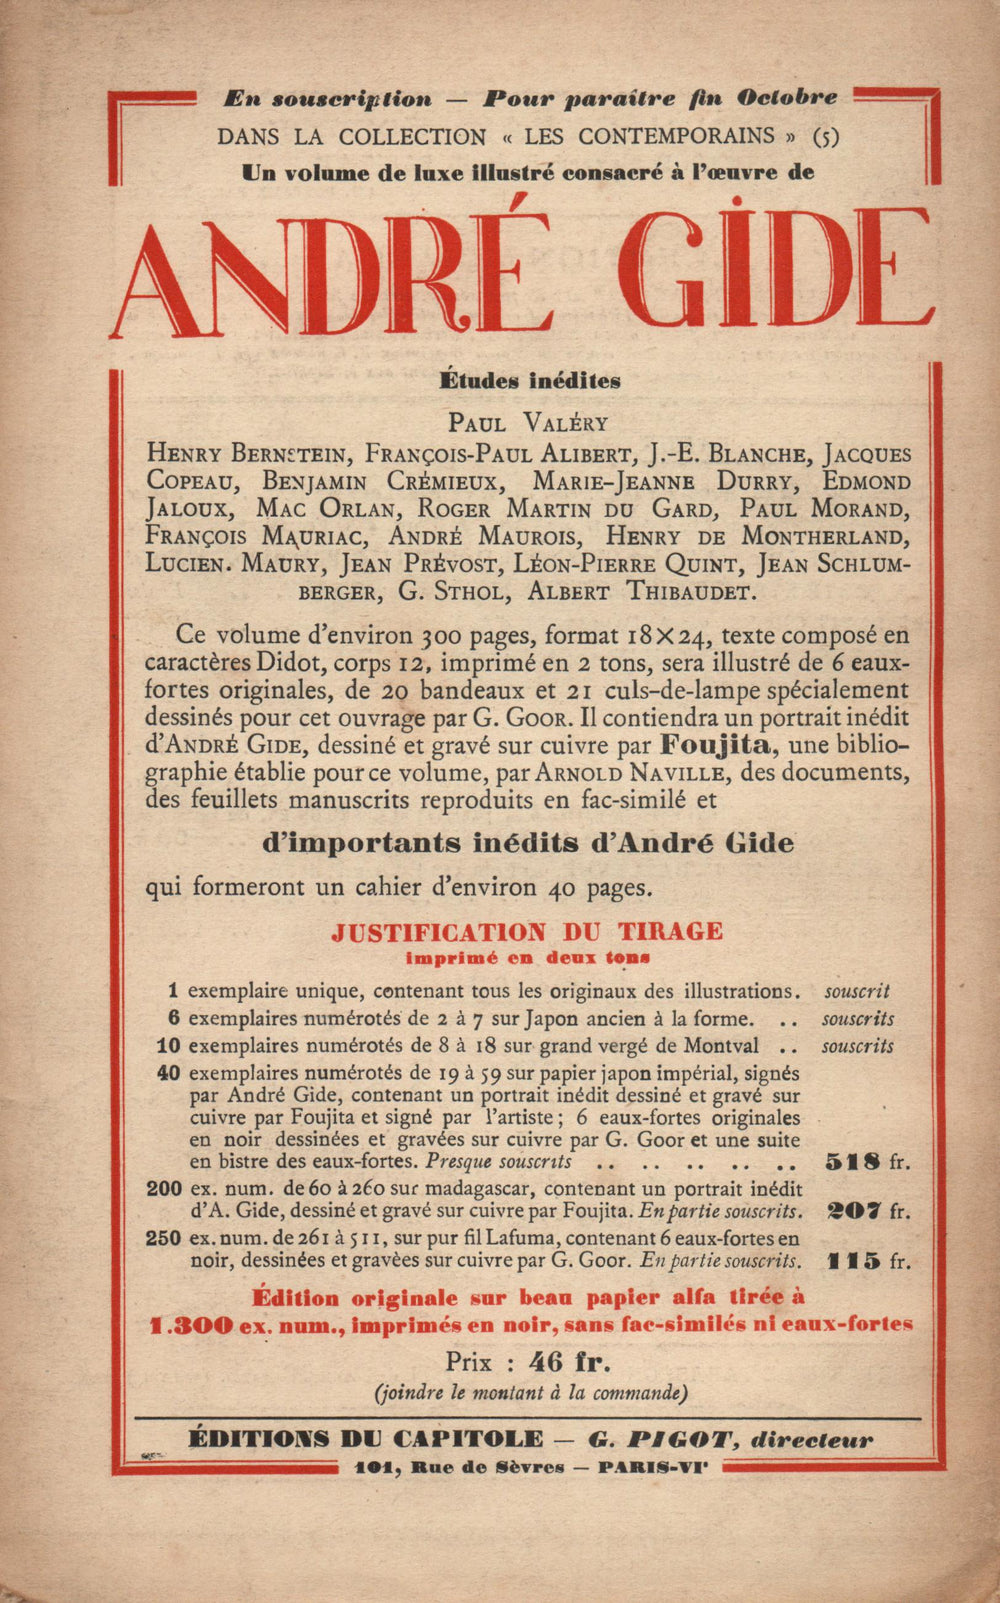 En souscription — Pour paraître fin Octobre
DANS LA COLLECTION « LES CONTEMPORAINS » (5)
Un volume de luxe illustré consacré à l'œuvre de
ANDRÉ GIDE
Études inédites
PAUL VALÉRY
HENRY BERNSTEIN, FRANÇOIS-PAUL ALIBERT, J.-E. BLANCHE, JACQUES
COPEAU, BENJAMIN CRÉMIEUX, MARIE-JEANNE DURRY, EDMOND
JALOUX, MAC ORLAN, ROGER MARTIN DU GARD, PAUL MORAND,
FRANÇOIS MAURIAC, ANDRÉ MAUROIS, HENRY DE MONTHERLAND,
LUCIEN. MAURY, JEAN PRÉVOST, LÉON-PIERRE QUINT, JEAN SCHLUM-
BERGER, G. STHOL, ALBERT THIBAUDET.
Ce volume d'environ 300 pages, format 18×24, texte composé en
caractères Didot, corps 12, imprimé en 2 tons, sera illustré de 6 eaux-
fortes originales, de 20 bandeaux et 21 culs-de-lampe spécialement
dessinés pour cet ouvrage par G. GOOR. Il contiendra un portrait inédit
d'ANDRÉ GIDE, dessiné et gravé sur cuivre par Foujita, une biblio-
graphie établie pour ce volume, par ARNOLD NAVILLE, des documents,
des feuillets manuscrits reproduits en fac-similé et
d'importants inédits d'André Gide
qui formeront un cahier d'environ 40 pages.
JUSTIFICATION DU TIRAGE
imprimé en deux tons
1 exemplaire unique, contenant tous les originaux des illustrations. souscrit
6 exemplaires numérotés de 2 à 7 sur Japon ancien à la forme. .. souscrits
10 exemplaires numérotés de 8 à 18 sur grand vergé de Montval .. souscrits
40 exemplaires numérotés de 19 à 59 sur papier japon impérial, signés
par André Gide, contenant un portrait inédit dessiné et gravé sur
cuivre par Foujita et signé par l'artiste ; 6 eaux-fortes originales
en noir dessinées et gravées sur cuivre par G. Goor et une suite
en bistre des eaux-fortes. Presque souscrits .. .. .. .. .. 518 fr.
200 ex. num. de 60 à 260 sur madagascar, contenant un portrait inédit
d'A. Gide, dessiné et gravé sur cuivre par Foujita. En partie souscrits. 207 fr.
250 ex. num. de 261 à 511, sur pur fil Lafuma, contenant 6 eaux-fortes en
noir, dessinées et gravèes sur cuivre par G. Goor. En partie souscrits. 115 fr.
Édition originale sur beau papier alfa tirée à
1.300 ex. num., imprimés en noir, sans fac-similés ni eaux-fortes
Prix : 46 fr.
(joindre le montant à la commande)
ÉDITIONS DU CAPITOLE — G. PIGOT, directeur
101, Rue de Sèvres — PARIS-VIᵉ